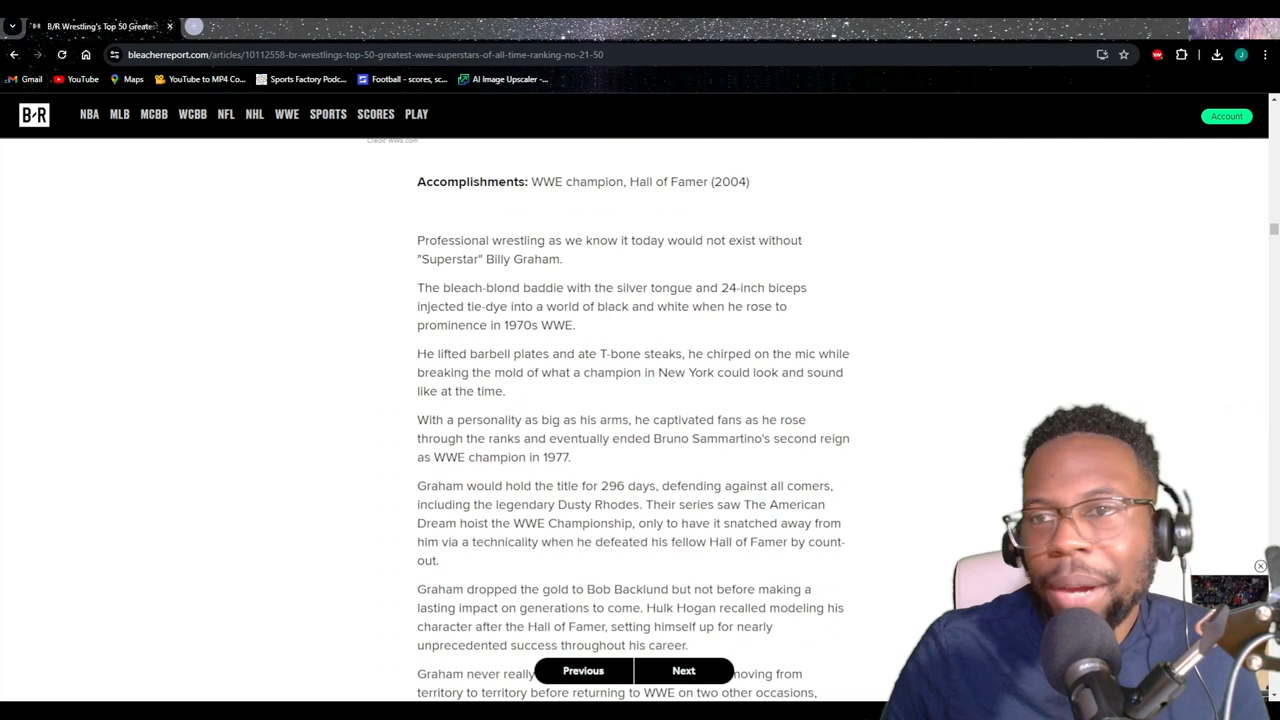 B/R Wrestling's Top 50 Greates
bleacherreport.com/articles/10112558-br-wrestlings-top-50-greatest-wwe-superstars-of-all-time-ranking-no-21-50
J
Gmail
YouTube
Maps
YouTube to MP4 Co...
Sports Factory Podc...
Football - scores, sc...
AI Image Upscaler -...
B/R
NBA MLB MCBB WCBB NFL NHL WWE SPORTS SCORES PLAY
Account
Credit: WWE.com
Accomplishments: WWE champion, Hall of Famer (2004)
Professional wrestling as we know it today would not exist without
"Superstar" Billy Graham.
The bleach-blond baddie with the silver tongue and 24-inch biceps
injected tie-dye into a world of black and white when he rose to
prominence in 1970s WWE.
He lifted barbell plates and ate T-bone steaks, he chirped on the mic while
breaking the mold of what a champion in New York could look and sound
like at the time.
With a personality as big as his arms, he captivated fans as he rose
through the ranks and eventually ended Bruno Sammartino's second reign
as WWE champion in 1977.
Graham would hold the title for 296 days, defending against all comers,
including the legendary Dusty Rhodes. Their series saw The American
Dream hoist the WWE Championship, only to have it snatched away from
him via a technicality when he defeated his fellow Hall of Famer by count-
out.
Graham dropped the gold to Bob Backlund but not before making a
lasting impact on generations to come. Hulk Hogan recalled modeling his
character after the Hall of Famer, setting himself up for nearly
unprecedented success throughout his career.
Graham never really moving from
Previous Next
territory to territory before returning to WWE on two other occasions,